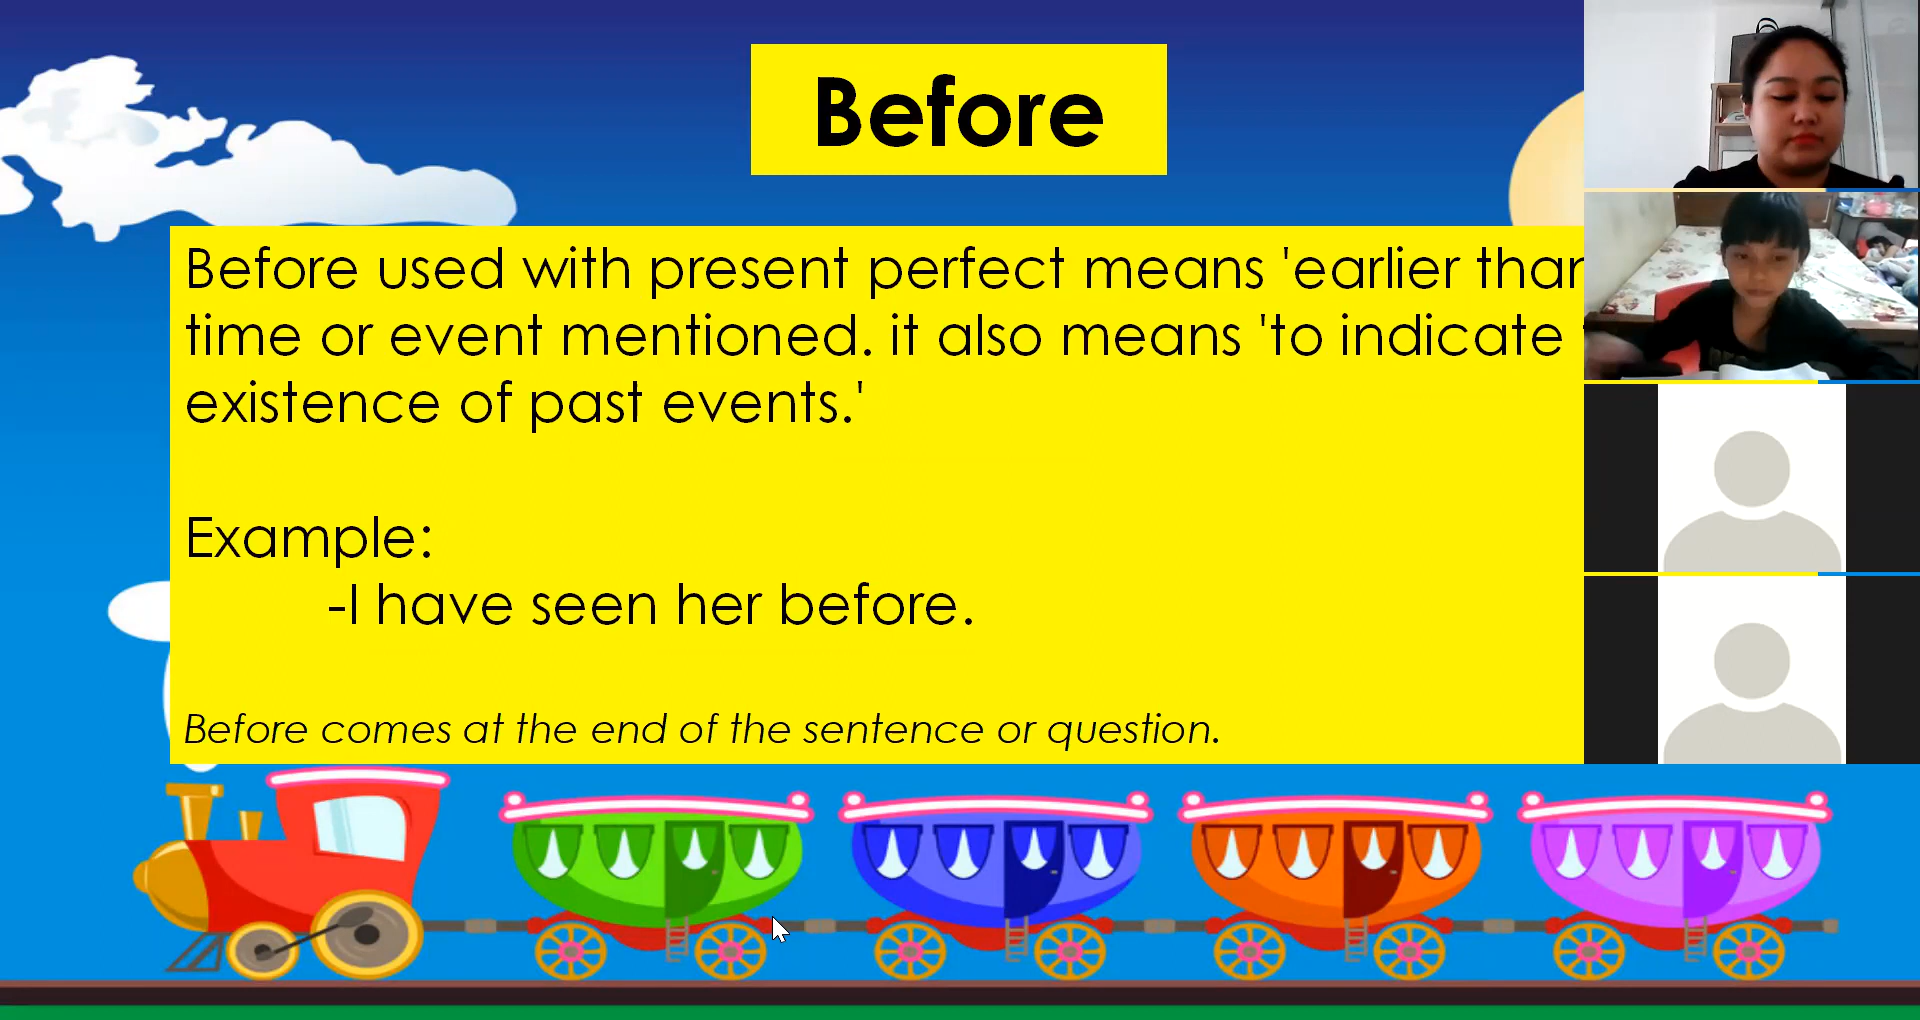 Before
Before used with present perfect means 'earlier than
time or event mentioned. it also means 'to indicate
existence of past events.'
Example:
-I have seen her before.
Before comes at the end of the sentence or question.